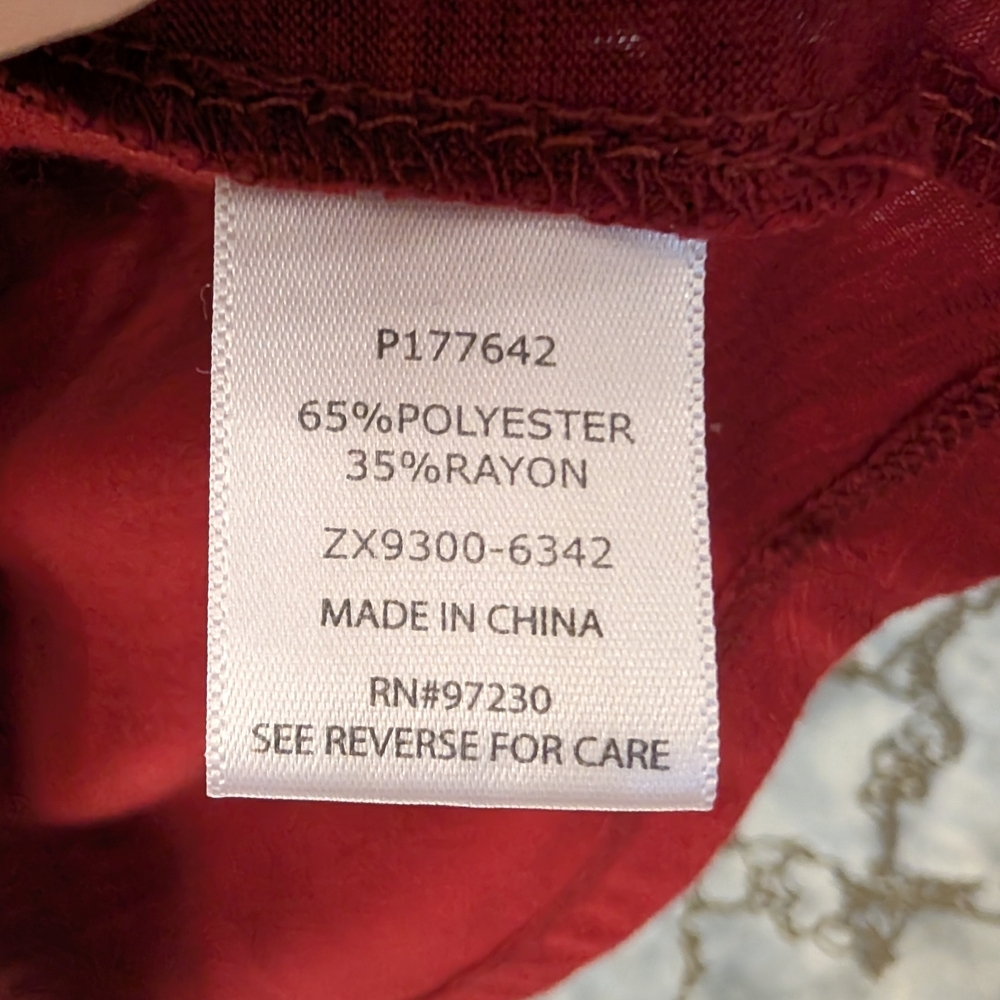 P177642
65%POLYESTER
35%RAYON
ZX9300-6342
MADE IN CHINA
RN#97230
SEE REVERSE FOR CARE